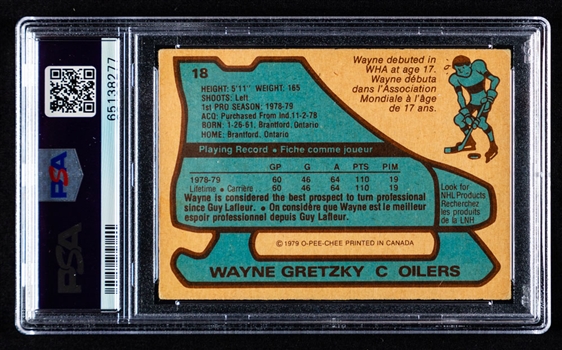 65138277
PSA
PSA
18
HEIGHT: 5'11" WEIGHT: 165
SHOOTS: Left
1st PRO SEASON: 1978-79
ACQ: Purchased From Ind.11-2-78
BORN: 1-26-61, Brantford, Ontario
HOME: Brantford, Ontario
Wayne debuted in
WHA at age 17.
Wayne débuta
dans l'Association
Mondiale à l'âge
de 17 ans.
Playing Record • Fiche comme joueur
GP G A PTS PIM
1978-79 60 46 64 110 19
Lifetime • Carrière 60 46 64 110 19
Wayne is considered the best prospect to turn professional
since Guy Lafleur. • On considère que Wayne est le meilleur
espoir professionnel depuis Guy Lafleur.
Look for
NHL Products
Recherchez
les produits
de la LNH
© 1979 O-PEE-CHEE PRINTED IN CANADA
WAYNE GRETZKY C OILERS